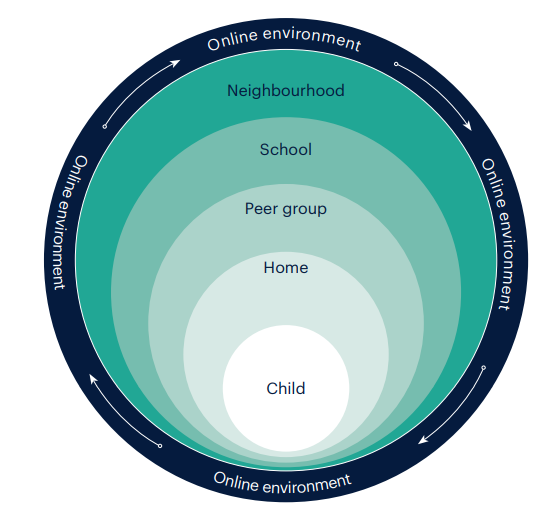 Online environment
Neighbourhood
School
Online environment
Online environment
Peer group
Home
Child
Online environment